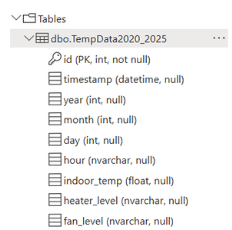 Tables
dbo.TempData2020_2025 ...
id (PK, int, not null)
timestamp (datetime, null)
year (int, null)
month (int, null)
day (int, null)
hour (nvarchar, null)
indoor_temp (float, null)
heater_level (nvarchar, null)
fan_level (nvarchar, null)